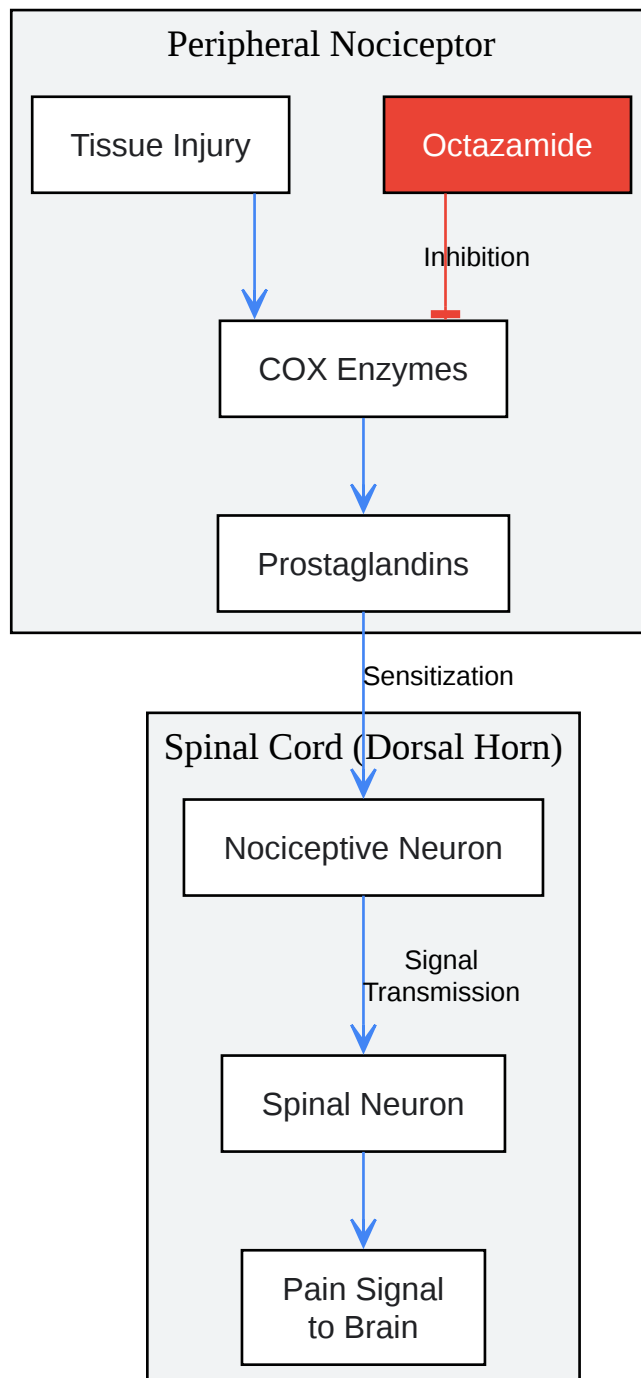 Peripheral Nociceptor
Tissue Injury
Octazamide
Inhibition
COX Enzymes
Prostaglandins
Sensitization
Spinal Cord (Dorsal Horn)
Nociceptive Neuron
Signal
Transmission
Spinal Neuron
Pain Signal
to Brain